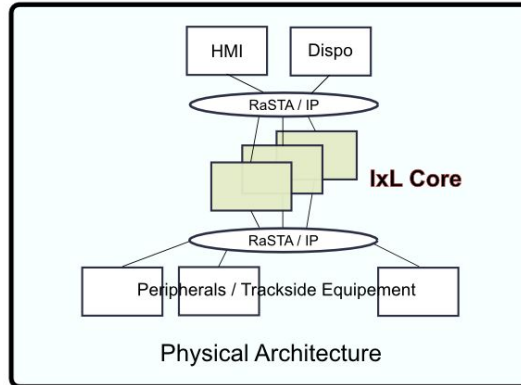 HMI
Dispo
RaSTA / IP
IxL Core
RaSTA / IP
Peripherals / Trackside Equipement
Physical Architecture